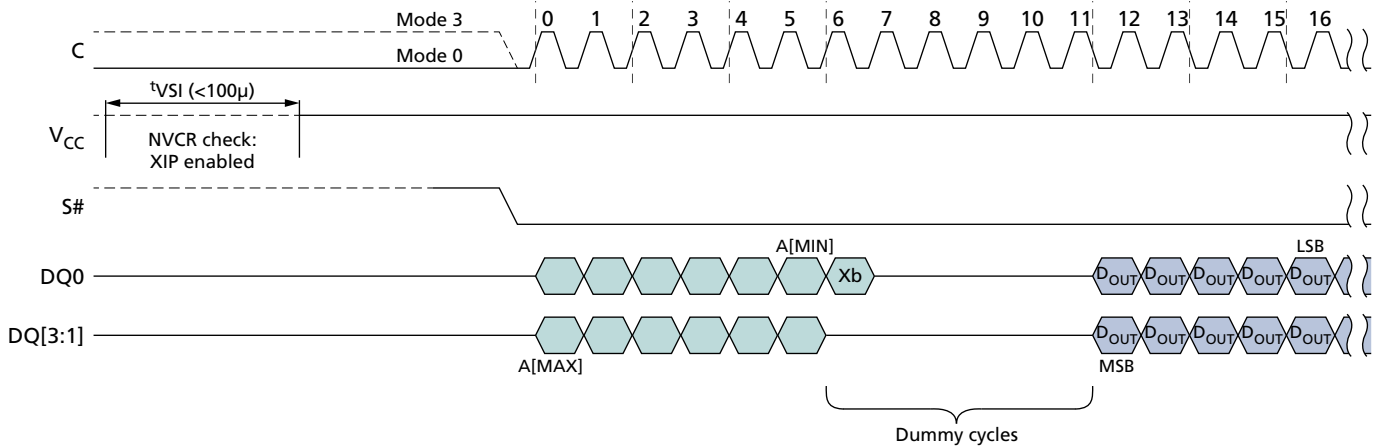 Mode 3
0 1 2 3 4 5 6 7 8 9 10 11 12 13 14 15 16
C
Mode 0
tVSI (<100μ)
VCC
NVCR check:
XIP enabled
S#
A[MIN]
LSB
DQ0
Xb
DOUT DOUT DOUT DOUT DOUT
DQ[3:1]
DOUT DOUT DOUT DOUT DOUT
A[MAX]
MSB
Dummy cycles